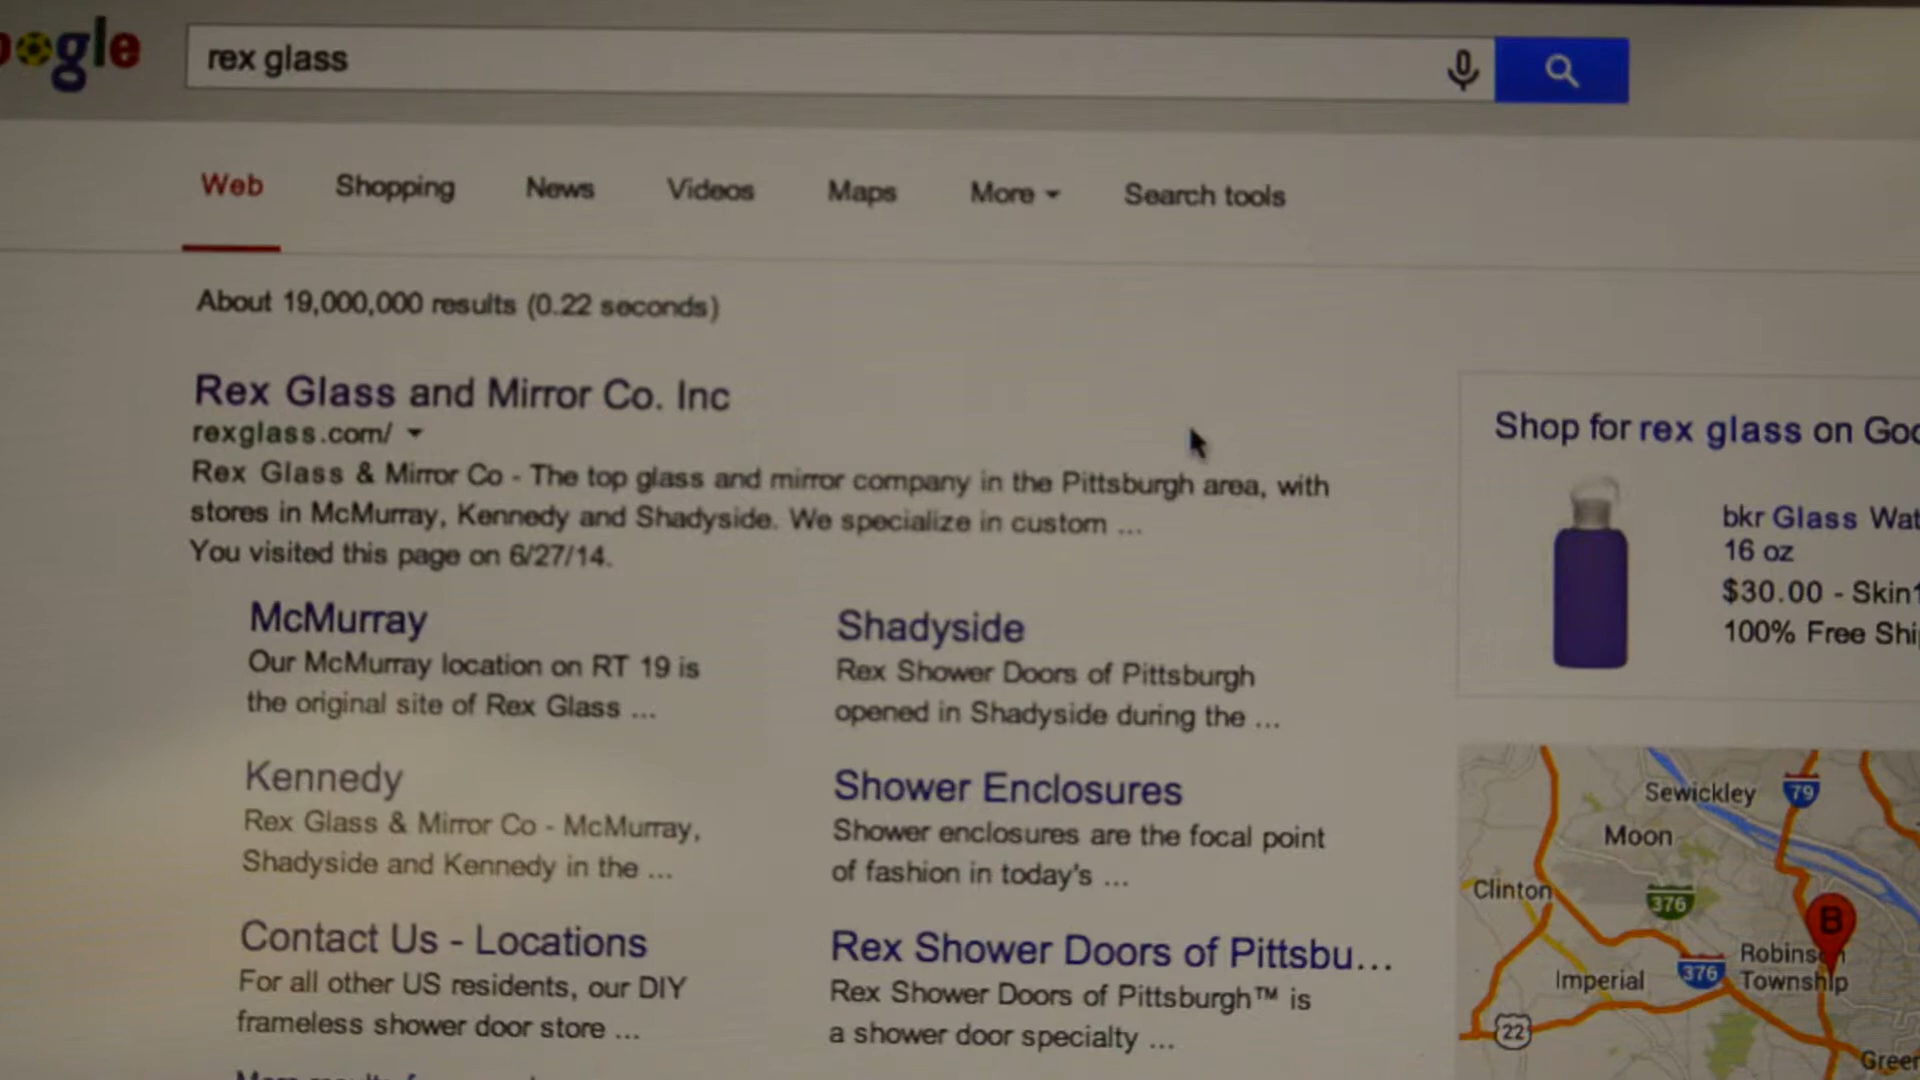 oogle
rex glass
Web Shopping News Videos Maps More Search tools
About 19,000,000 results (0.22 seconds)
Rex Glass and Mirror Co. Inc
rexglass.com/
Rex Glass & Mirror Co - The top glass and mirror company in the Pittsburgh area, with
stores in McMurray, Kennedy and Shadyside. We specialize in custom ...
You visited this page on 6/27/14.
McMurray
Our McMurray location on RT 19 is
the original site of Rex Glass ...
Shadyside
Rex Shower Doors of Pittsburgh
opened in Shadyside during the ...
Kennedy
Rex Glass & Mirror Co - McMurray,
Shadyside and Kennedy in the ...
Shower Enclosures
Shower enclosures are the focal point
of fashion in today's ...
Contact Us - Locations
For all other US residents, our DIY
frameless shower door store ...
Rex Shower Doors of Pittsbu...
Rex Shower Doors of Pittsburgh™ is
a shower door specialty ...
Shop for rex glass on Goo
bkr Glass Wat
16 oz
$30.00 - Skin1
100% Free Shi
Sewickley
79
Moon
Clinton
376
B
Robinson
Township
376
Imperial
22
Green